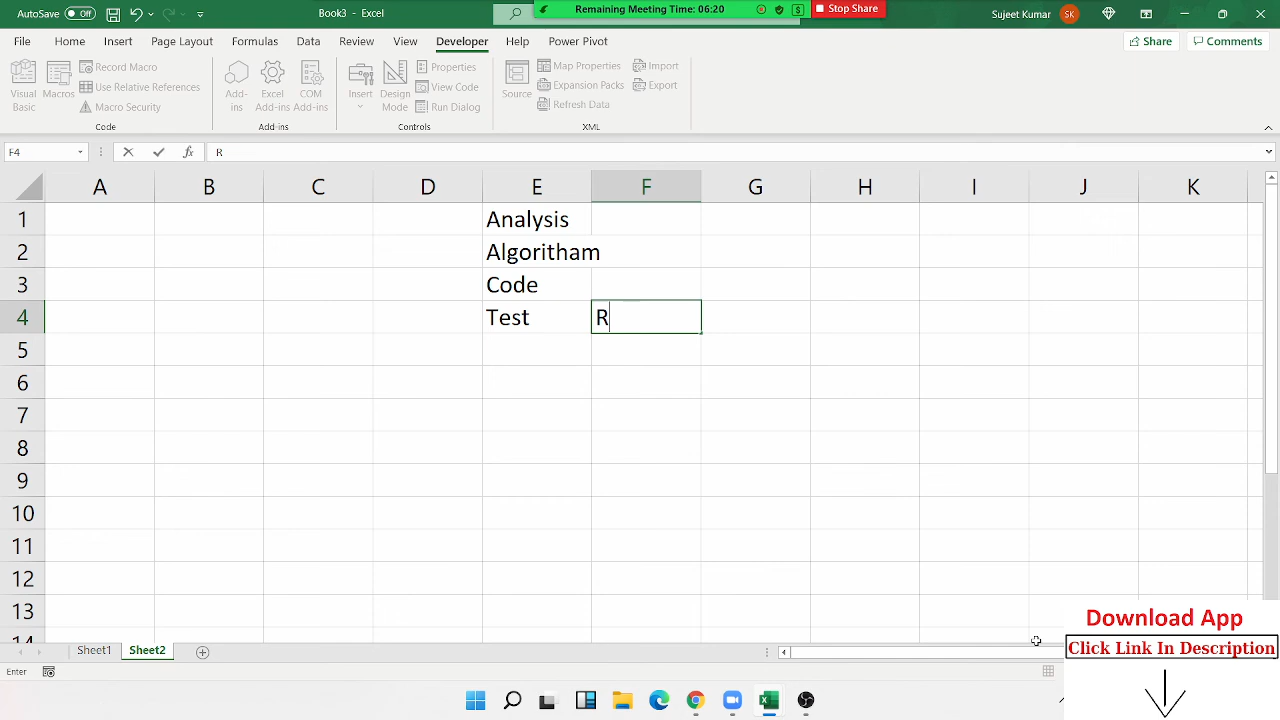 AutoSave Off Book3 - Excel Remaining Meeting Time: 06:20 Stop Share Sujeet Kumar SK
File Home Insert Page Layout Formulas Data Review View Developer Help Power Pivot Share Comments
Visual Basic
Macros
Record Macro
Use Relative References
Macro Security
Code
Add-ins
Excel Add-ins
COM Add-ins
Add-ins
Insert
Design Mode
Properties
View Code
Run Dialog
Controls
Source
Map Properties
Expansion Packs
Refresh Data
Import
Export
XML
F4 fx R
A B C D E F G H I J K
1 Analysis
2 Algoritham
3 Code
4 Test R
5
6
7
8
9
10
11
12
13
14
Sheet1 Sheet2
Enter
Download App
Click Link In Description